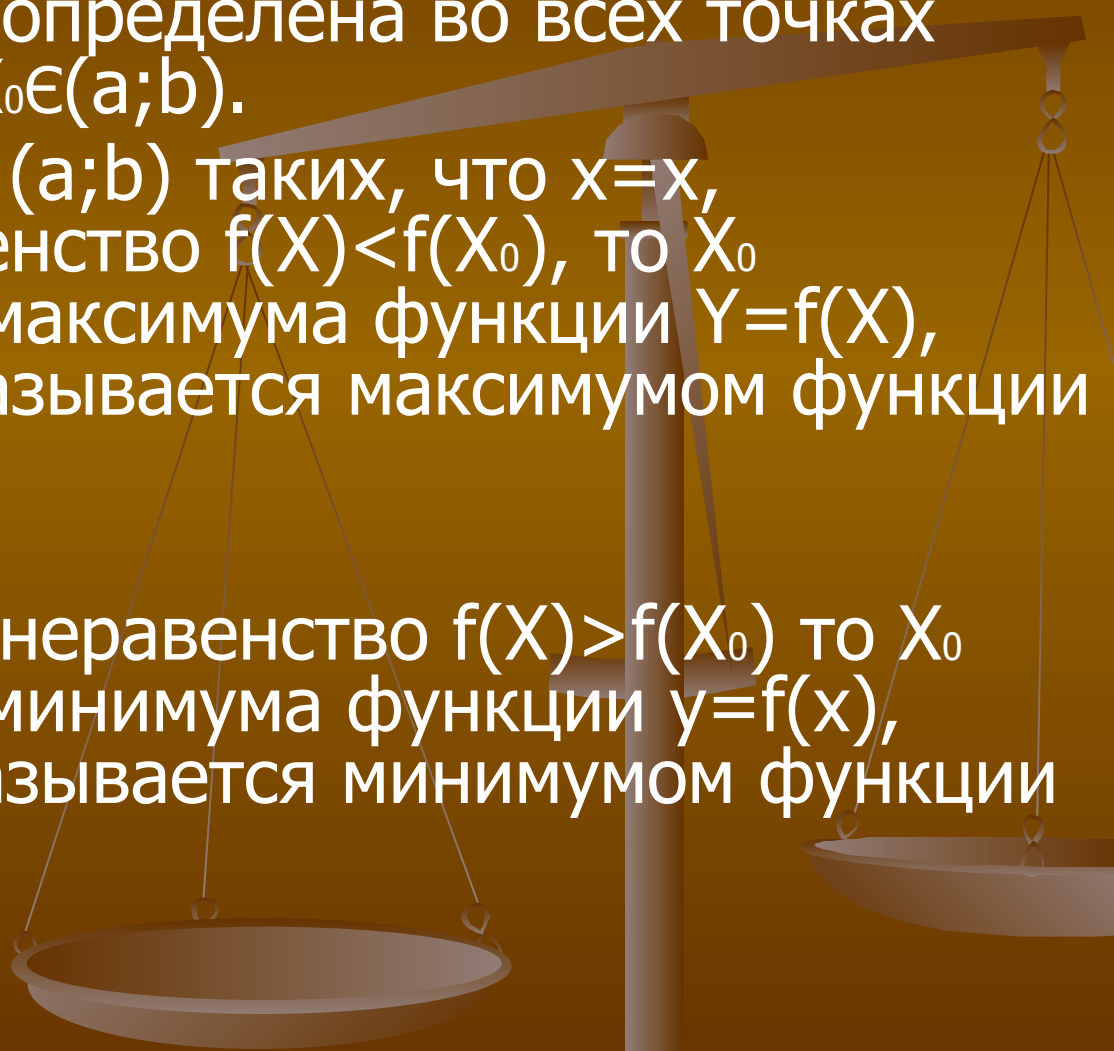 определена во всех точках
X₀Є(a;b).
(a;b) таких, что x=x,
енство f(X)<f(X₀), то X₀
максимума функции Y=f(X),
азывается максимумом функции
неравенство f(X)>f(X₀) то X₀
минимума функции y=f(x),
азывается минимумом функции